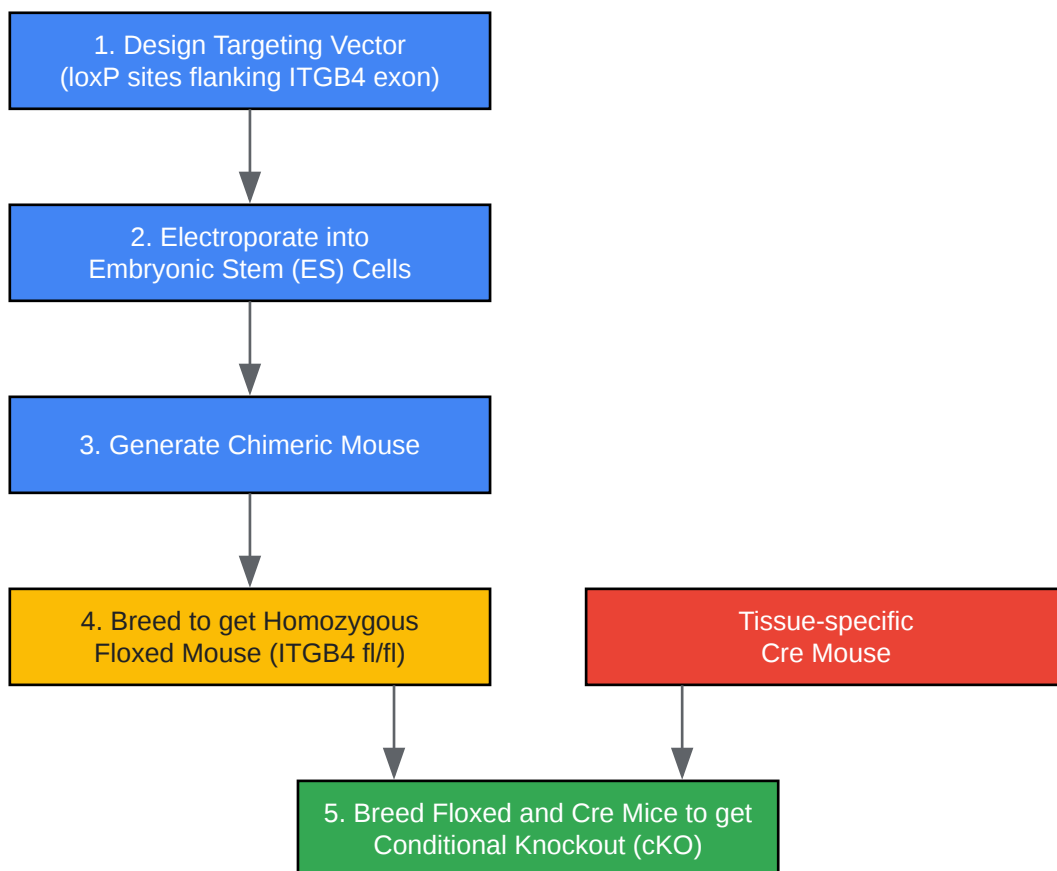 1. Design Targeting Vector
(loxP sites flanking ITGB4 exon)
2. Electroporate into
Embryonic Stem (ES) Cells
3. Generate Chimeric Mouse
4. Breed to get Homozygous
Floxed Mouse (ITGB4 fl/fl)
Tissue-specific
Cre Mouse
5. Breed Floxed and Cre Mice to get
Conditional Knockout (cKO)